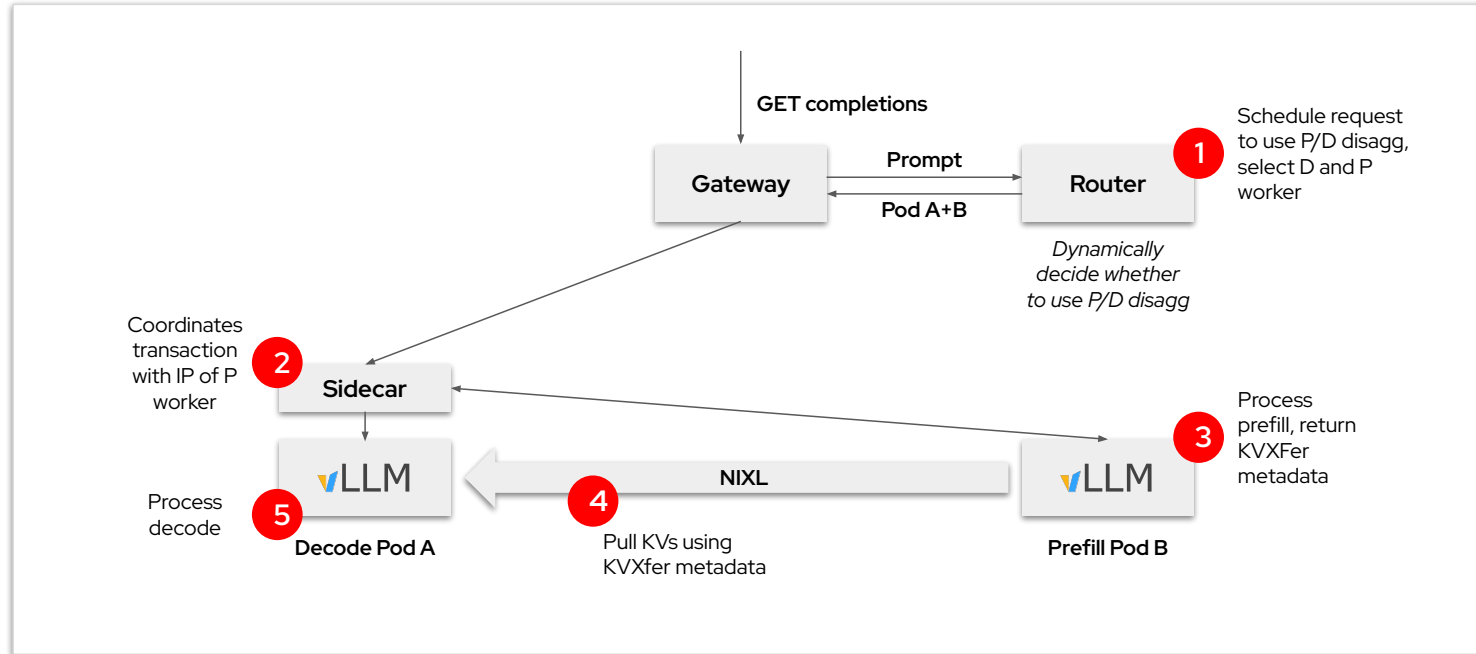 GET completions
Gateway
Prompt
Pod A+B
Router
1
Schedule request
to use P/D disagg,
select D and P
worker
Dynamically
decide whether
to use P/D disagg
Coordinates
transaction
with IP of P
worker
2
Sidecar
3
Process
prefill, return
KVXFer
metadata
vLLM
NIXL
vLLM
4
Process
decode
5
Decode Pod A
Pull KVs using
KVXfer metadata
Prefill Pod B